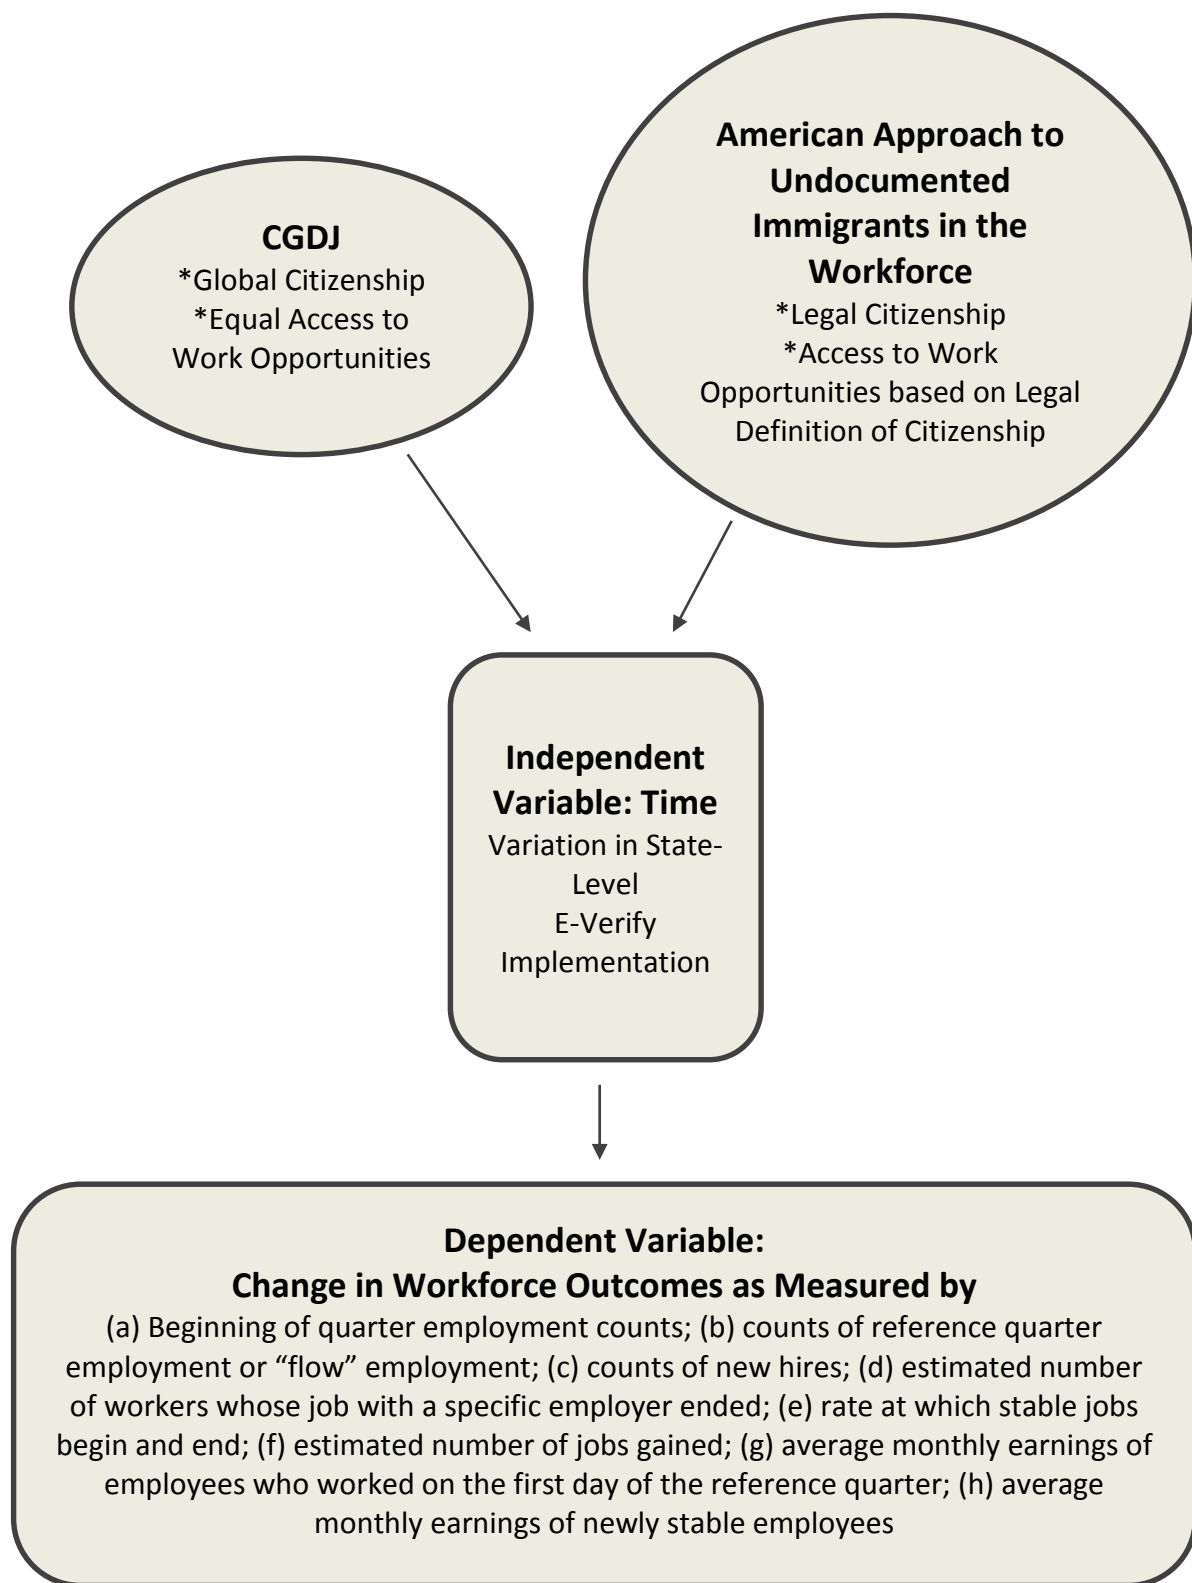 CGDJ
*Global Citizenship
*Equal Access to
Work Opportunities
American Approach to
Undocumented
Immigrants in the
Workforce
*Legal Citizenship
*Access to Work
Opportunities based on Legal
Definition of Citizenship
Independent
Variable: Time
Variation in State-
Level
E-Verify
Implementation
Dependent Variable:
Change in Workforce Outcomes as Measured by
(a) Beginning of quarter employment counts; (b) counts of reference quarter
employment or “flow” employment; (c) counts of new hires; (d) estimated number
of workers whose job with a specific employer ended; (e) rate at which stable jobs
begin and end; (f) estimated number of jobs gained; (g) average monthly earnings of
employees who worked on the first day of the reference quarter; (h) average
monthly earnings of newly stable employees